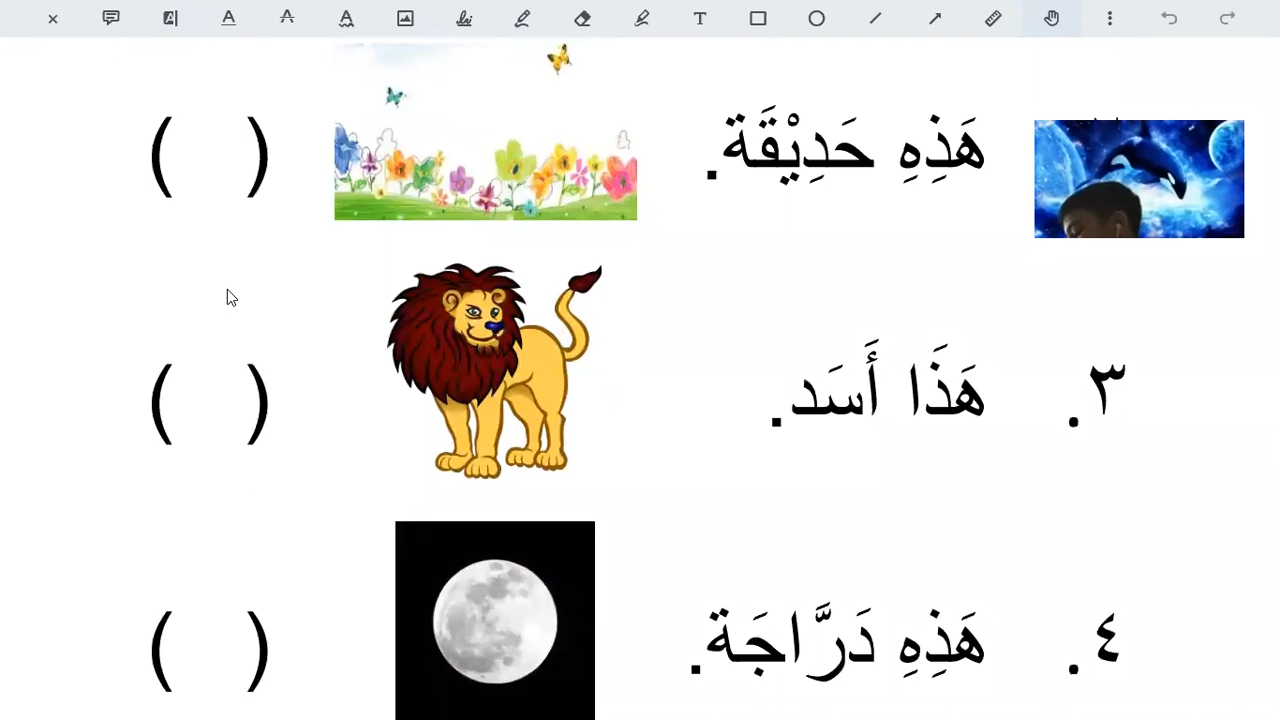 هَذِهِ حَدِيْقَة. ( )
٣. هَذَا أَسَد. ( )
٤. هَذِهِ دَرَّاجَة. ( )